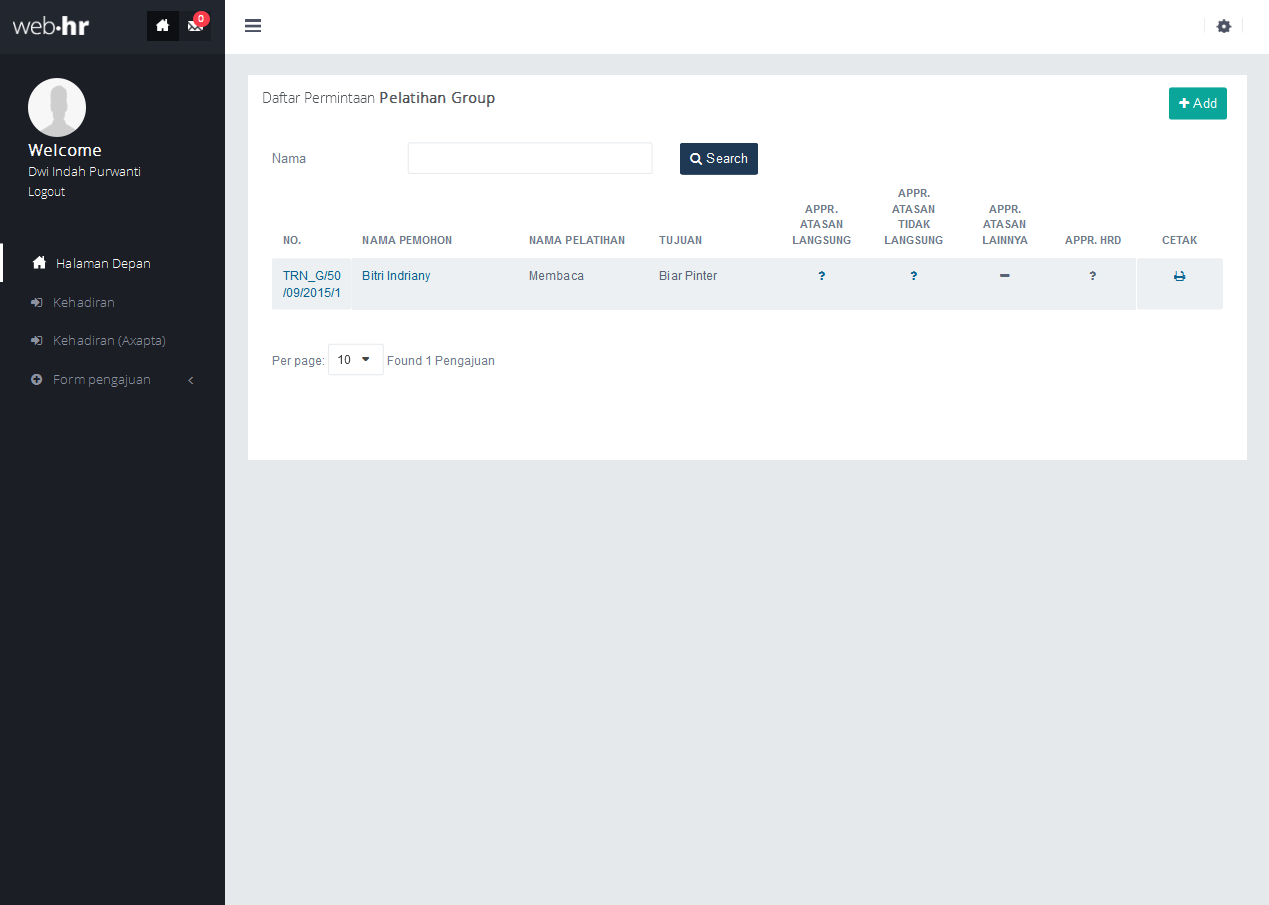 web·hr
0
Welcome
Dwi Indah Purwanti
Logout
Halaman Depan
Kehadiran
Kehadiran (Axapta)
Form pengajuan
Daftar Permintaan Pelatihan Group
Add
Nama
Search
NO.
NAMA PEMOHON
NAMA PELATIHAN
TUJUAN
APPR.
ATASAN
LANGSUNG
APPR.
ATASAN
TIDAK
LANGSUNG
APPR.
ATASAN
LAINNYA
APPR. HRD
CETAK
TRN_G/50
/09/2015/1
Bitri Indriany
Membaca
Biar Pinter
?
?
?
Per page: 10 Found 1 Pengajuan